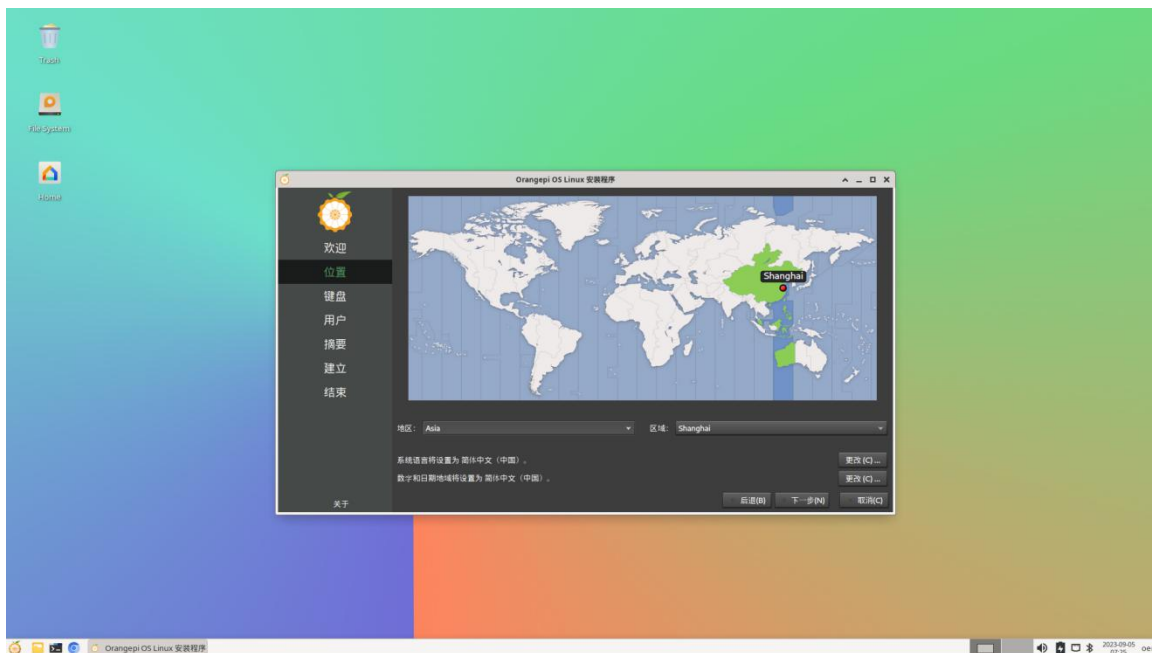 Trash
File System
Home
Orangepi OS Linux 安装程序
欢迎
位置
键盘
用户
摘要
建立
结束
关于
Shanghai
地区: Asia
区域: Shanghai
系统语言将设置为 简体中文（中国）。
更改 (C) ...
数字和日期地域将设置为 简体中文（中国）。
更改 (C) ...
后退(B)
下一步(N)
取消(C)
Orangepi OS Linux 安装程序
2023-09-05
07:25